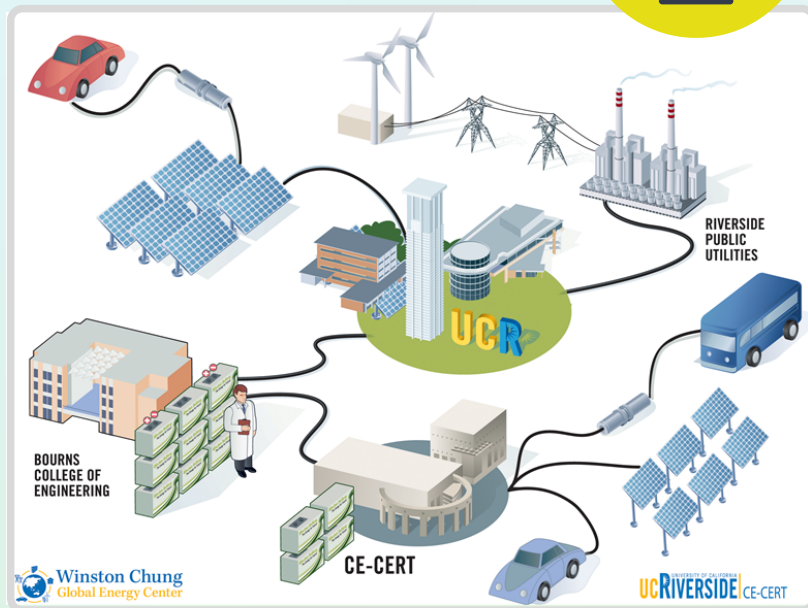 RIVERSIDE
PUBLIC
UTILITIES
UCR
BOURNS
COLLEGE OF
ENGINEERING
CE-CERT
Winston Chung
Global Energy Center
UNIVERSITY OF CALIFORNIA
UCRIVERSIDE CE-CERT